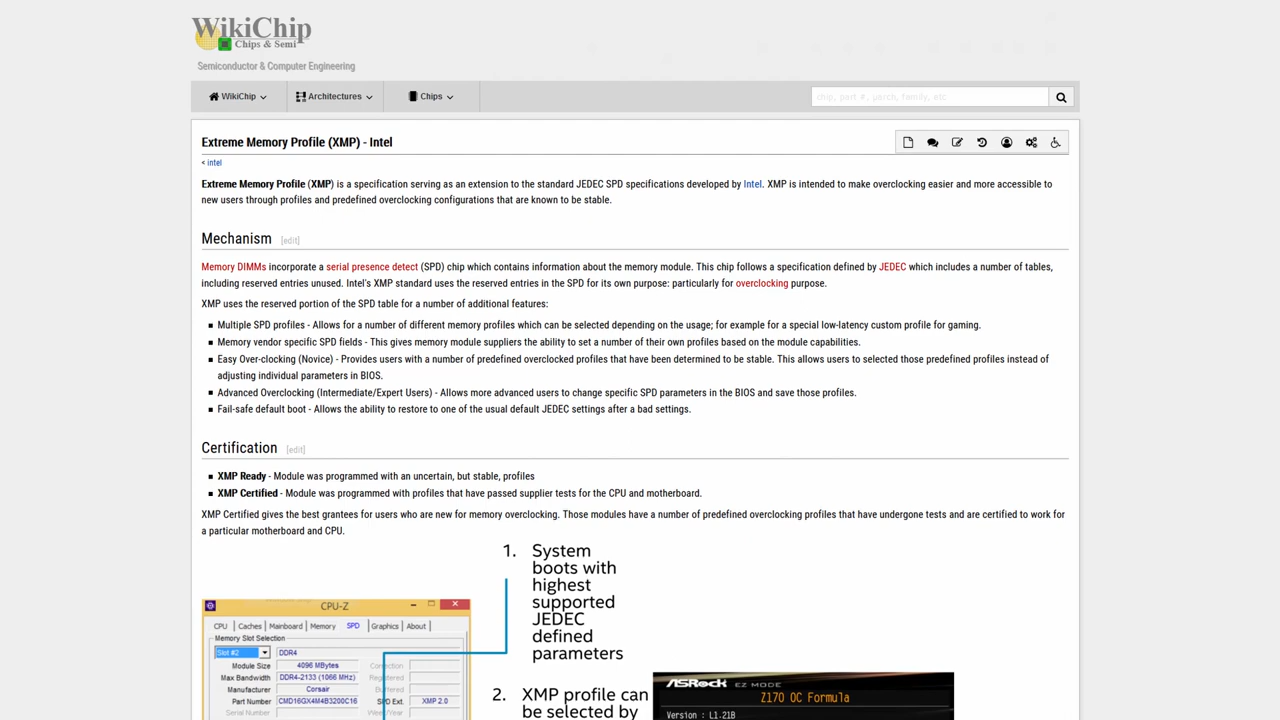 WikiChip
Chips & Semi
Semiconductor & Computer Engineering
WikiChip
Architectures
Chips
chip, part #, µarch, family, etc
Extreme Memory Profile (XMP) - Intel
< intel
Extreme Memory Profile (XMP) is a specification serving as an extension to the standard JEDEC SPD specifications developed by Intel. XMP is intended to make overclocking easier and more accessible to
new users through profiles and predefined overclocking configurations that are known to be stable.
Mechanism [edit]
Memory DIMMs incorporate a serial presence detect (SPD) chip which contains information about the memory module. This chip follows a specification defined by JEDEC which includes a number of tables,
including reserved entries unused. Intel's XMP standard uses the reserved entries in the SPD for its own purpose: particularly for overclocking purpose.
XMP uses the reserved portion of the SPD table for a number of additional features:
Multiple SPD profiles - Allows for a number of different memory profiles which can be selected depending on the usage; for example for a special low-latency custom profile for gaming.
Memory vendor specific SPD fields - This gives memory module suppliers the ability to set a number of their own profiles based on the module capabilities.
Easy Over-clocking (Novice) - Provides users with a number of predefined overclocked profiles that have been determined to be stable. This allows users to selected those predefined profiles instead of
adjusting individual parameters in BIOS.
Advanced Overclocking (Intermediate/Expert Users) - Allows more advanced users to change specific SPD parameters in the BIOS and save those profiles.
Fail-safe default boot - Allows the ability to restore to one of the usual default JEDEC settings after a bad settings.
Certification [edit]
XMP Ready - Module was programmed with an uncertain, but stable, profiles
XMP Certified - Module was programmed with profiles that have passed supplier tests for the CPU and motherboard.
XMP Certified gives the best grantees for users who are new for memory overclocking. Those modules have a number of predefined overclocking profiles that have undergone tests and are certified to work for
a particular motherboard and CPU.
1. System
boots with
highest
supported
JEDEC
defined
parameters
2. XMP profile can
be selected by
CPU-Z
CPU Caches Mainboard Memory SPD Graphics About
Memory Slot Selection
Slot #2 DDR4
Module Size 4096 MBytes Correction
Max Bandwidth DDR4-2133 (1066 MHz) Registered
Manufacturer Corsair Buffered
Part Number CMD16GX4M4B3200C16 SPD Ext. XMP 2.0
Serial Number Week/Year
ASRock EZ MODE
Z170 OC Formula
Version : L1.21B